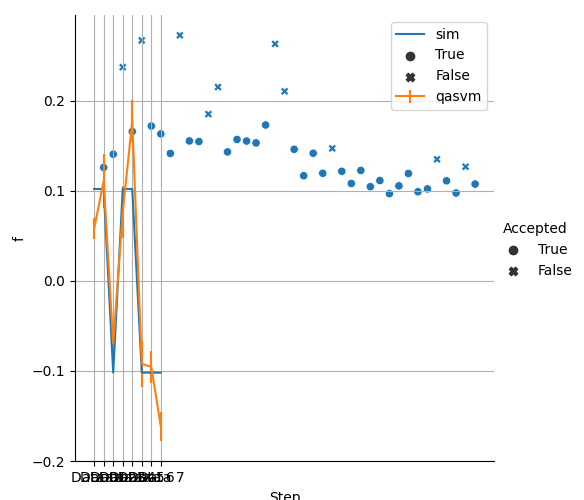 sim
True
False
qasvm
0.2
0.1
0.0
−0.1
−0.2
f
Accepted
True
False
Step